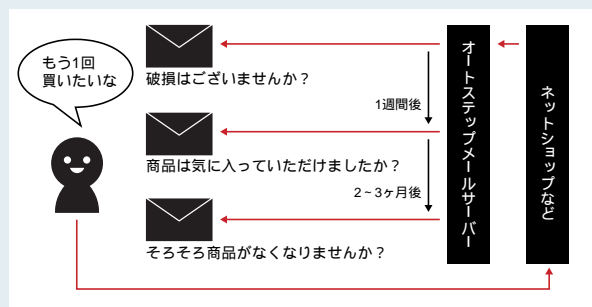 もう1回
買いたいな
破損はございませんか？
1週間後
商品は気に入っていただけましたか？
2~3ヶ月後
そろそろ商品がなくなりませんか？
オートステップメールサーバー
ネットショップなど